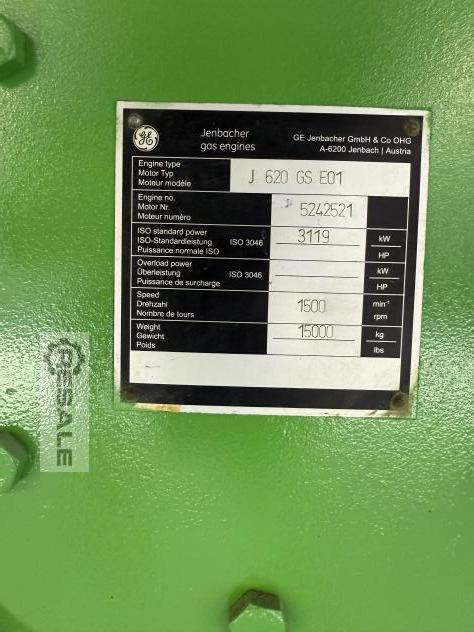 GE
Jenbacher
gas engines
GE Jenbacher GmbH & Co OHG
A-6200 Jenbach | Austria
Engine type
Motor Typ
Moteur modèle
J 620 GS E01
Engine no.
Motor Nr.
Moteur numéro
5242521
ISO standard power
ISO-Standardleistung ISO 3046
Puissance normale ISO
3119
kW
HP
Overload power
Überleistung ISO 3046
Puissance de surcharge
kW
HP
Speed
Drehzahl
Nombre de tours
1500
min⁻¹
rpm
Weight
Gewicht
Poids
15000
kg
lbs
RESALE